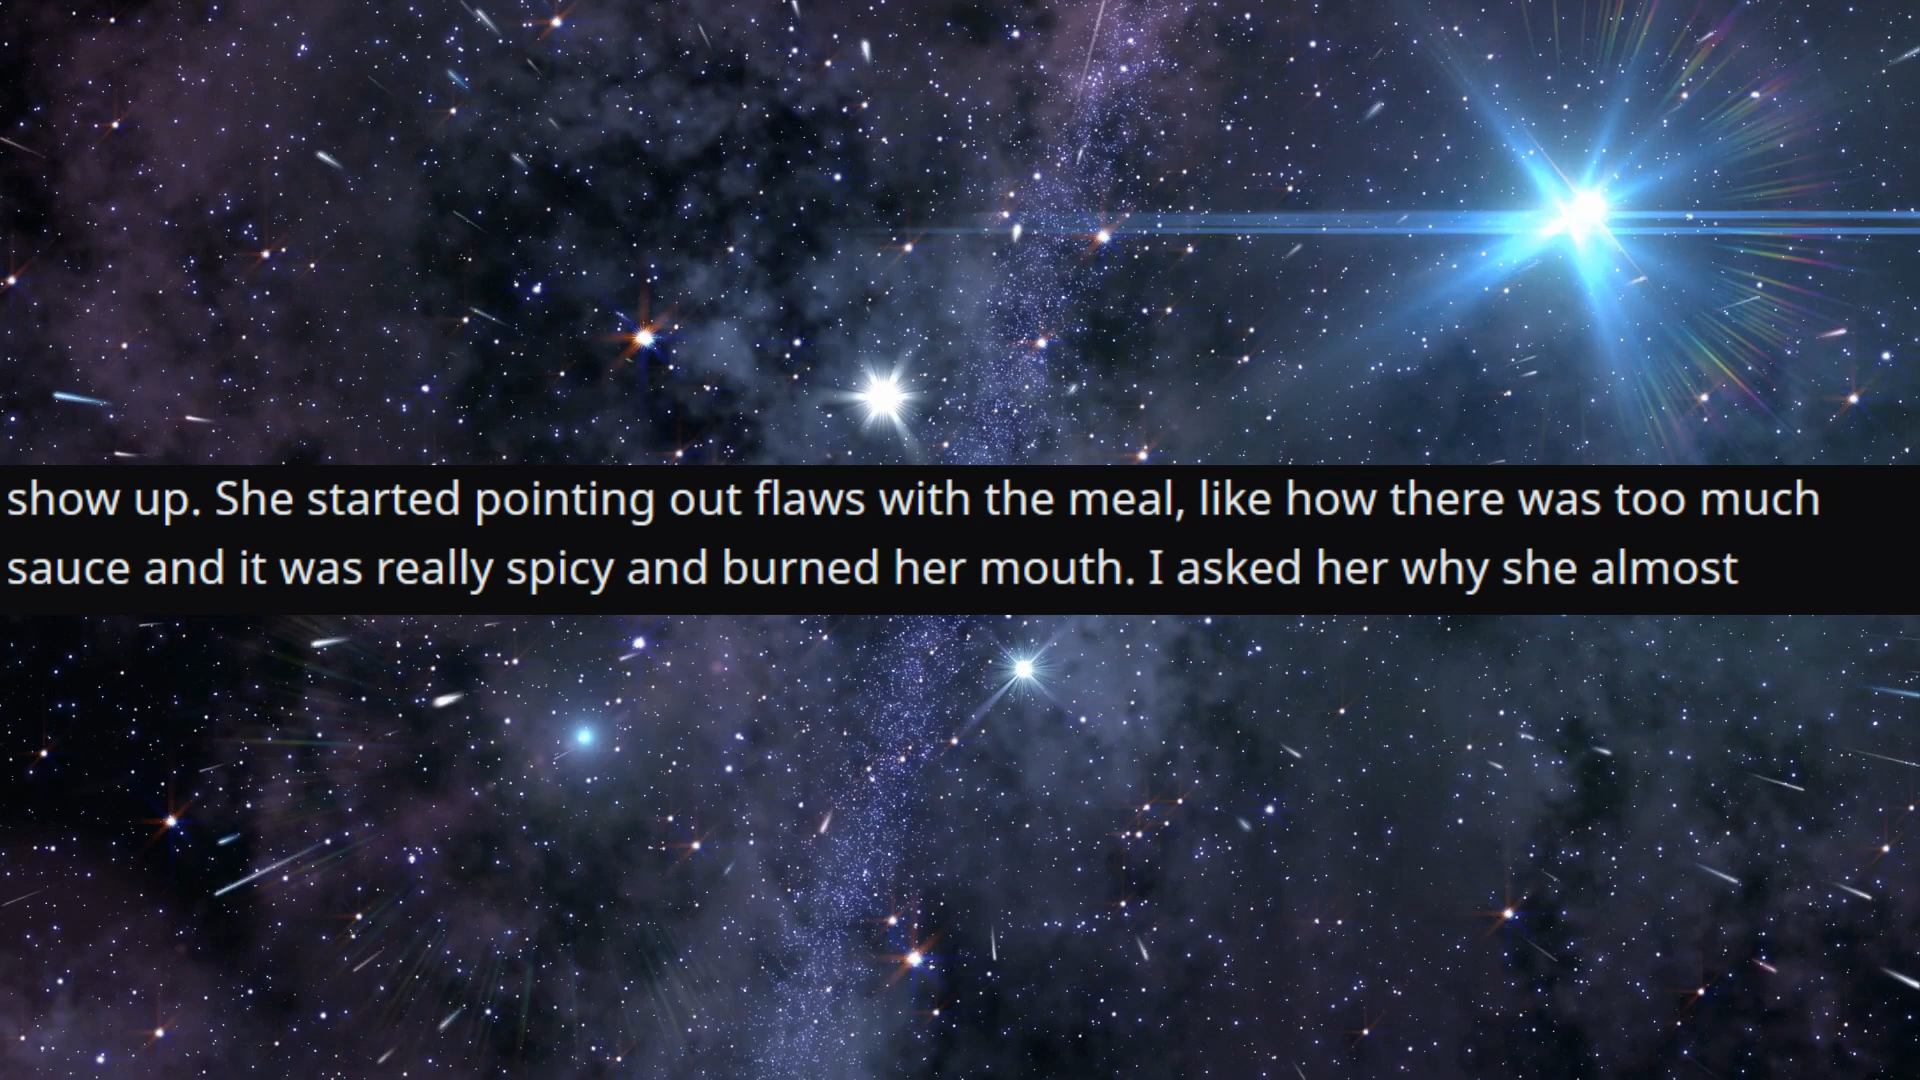 show up. She started pointing out flaws with the meal, like how there was too much
sauce and it was really spicy and burned her mouth. I asked her why she almost